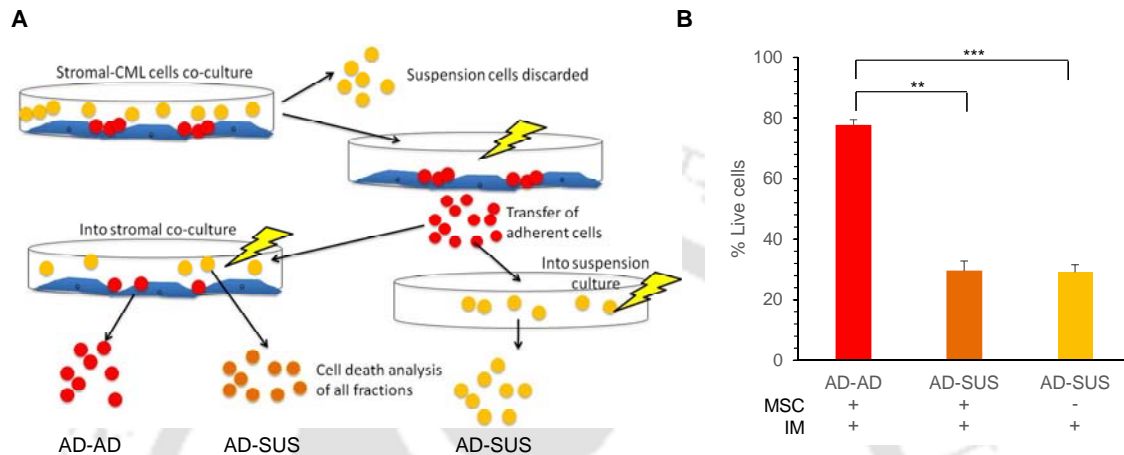 A
Stromal-CML cells co-culture
Suspension cells discarded
Transfer of
adherent cells
Into stromal co-culture
Into suspension
culture
Cell death analysis
of all fractions
AD-AD AD-SUS AD-SUS
B
% Live cells
100
80
60
40
20
0
***
**
AD-AD AD-SUS AD-SUS
MSC + + -
IM + + +